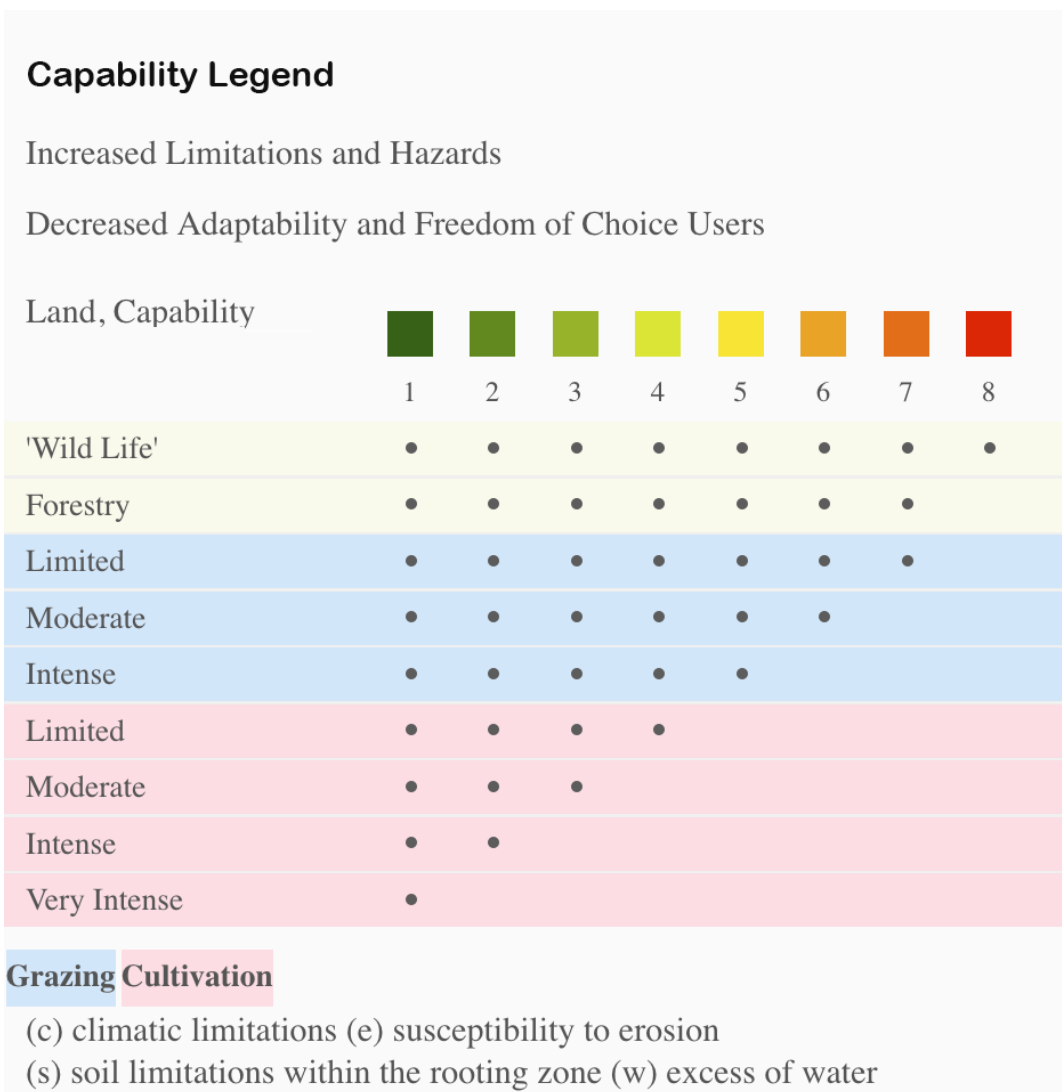 Capability Legend
Increased Limitations and Hazards
Decreased Adaptability and Freedom of Choice Users
Land, Capability
1 2 3 4 5 6 7 8
'Wild Life' • • • • • • • •
Forestry • • • • • • •
Limited • • • • • • •
Moderate • • • • • •
Intense • • • • •
Limited • • • •
Moderate • • •
Intense • •
Very Intense •
Grazing Cultivation
(c) climatic limitations (e) susceptibility to erosion
(s) soil limitations within the rooting zone (w) excess of water